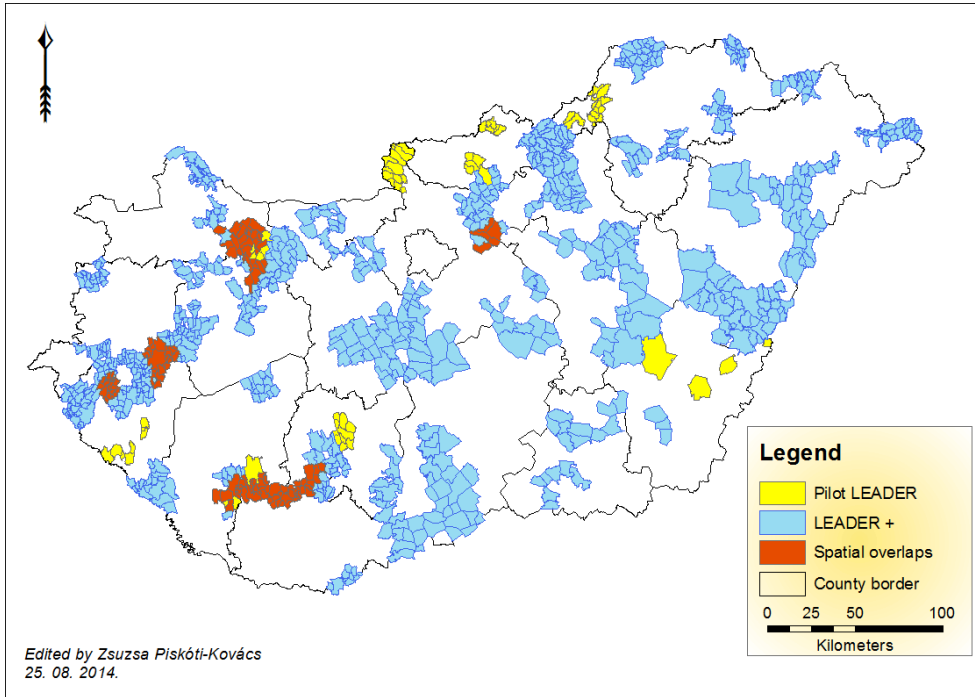 Legend
Pilot LEADER
LEADER +
Spatial overlaps
County border
0 25 50 100
Kilometers
Edited by Zsuzsa Piskóti-Kovács
25. 08. 2014.